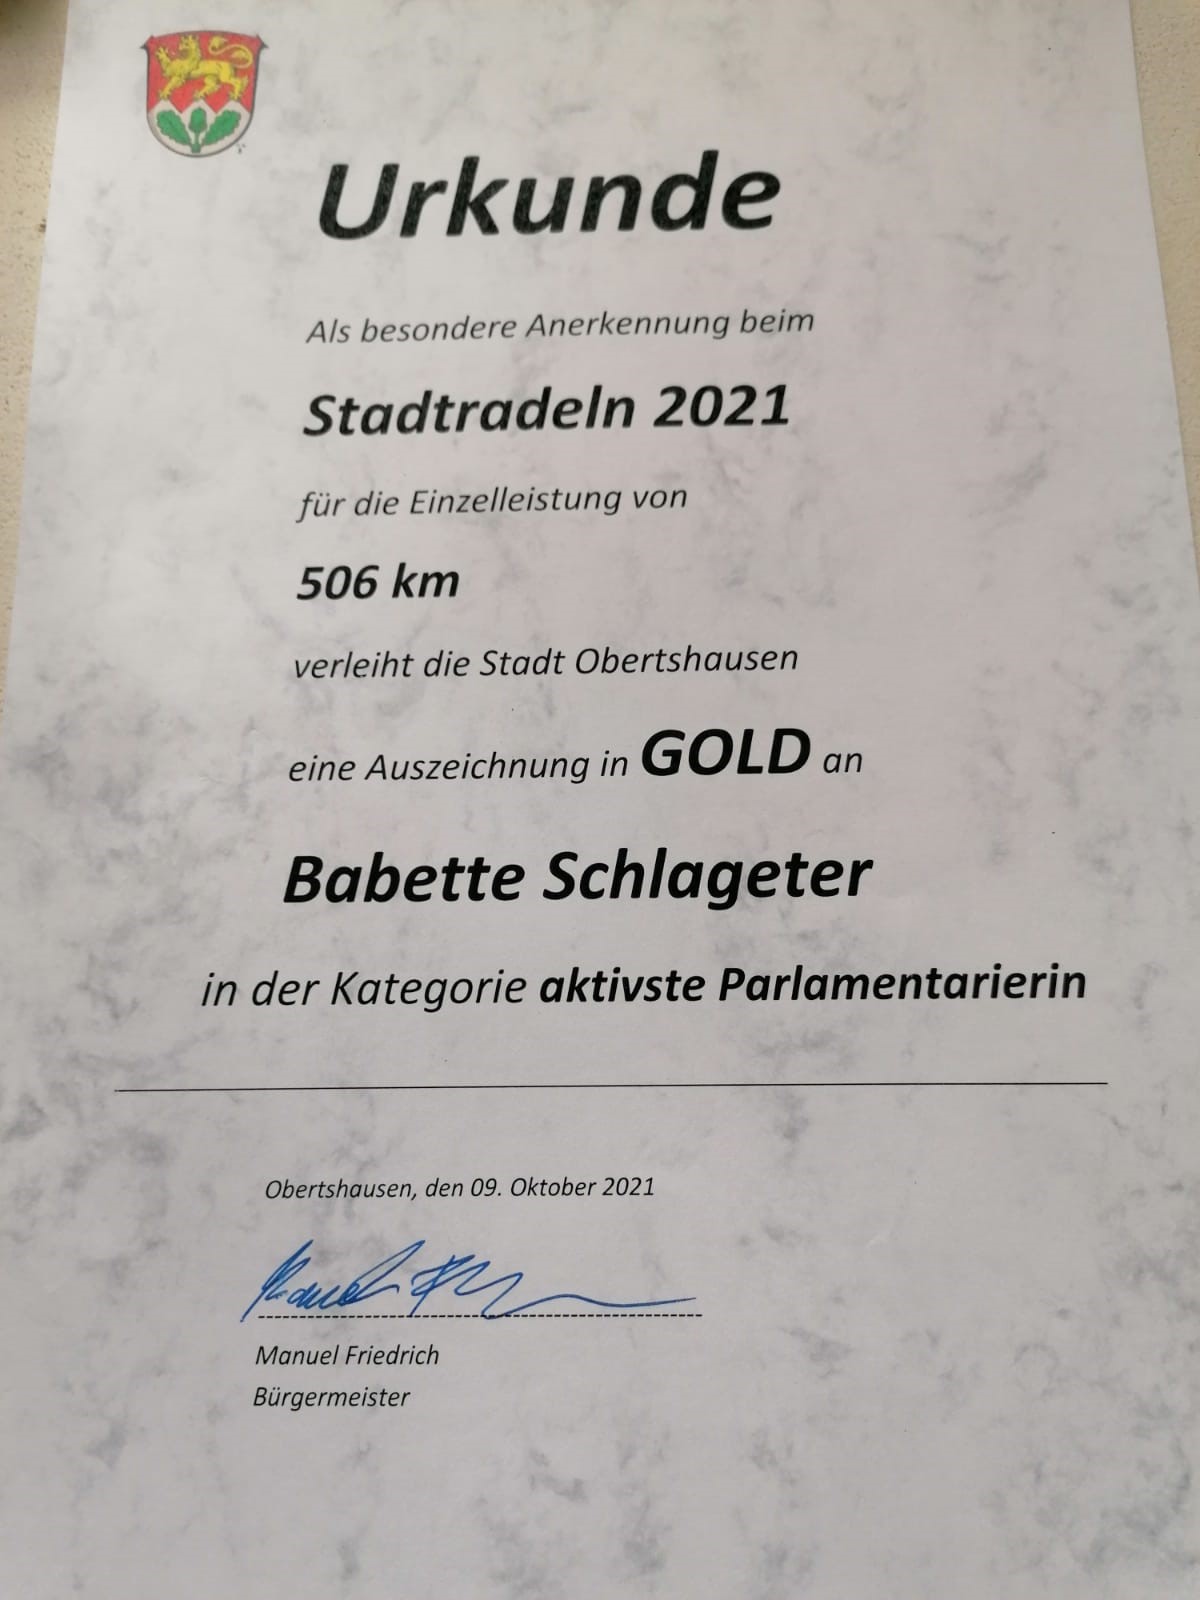 Urkunde
Als besondere Anerkennung beim
Stadtradeln 2021
für die Einzelleistung von
506 km
verleiht die Stadt Obertshausen
eine Auszeichnung in GOLD an
Babette Schlageter
in der Kategorie aktivste Parlamentarierin
Obertshausen, den 09. Oktober 2021
Manuel Friedrich
Bürgermeister